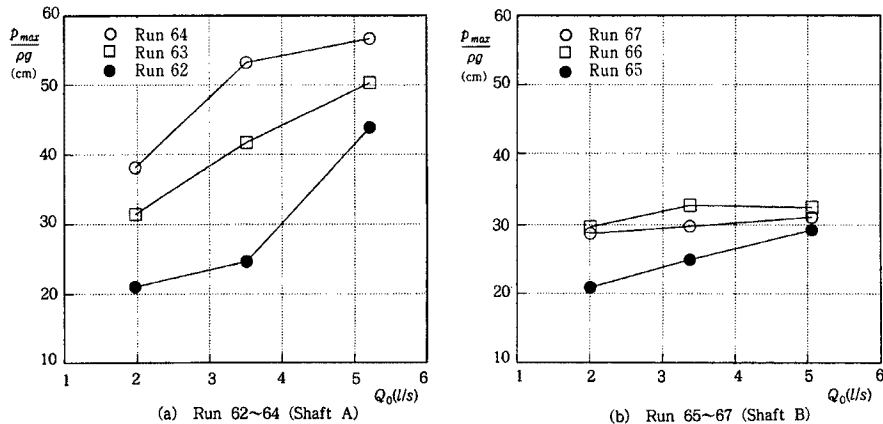 p_max/ρg (cm)
60
50
40
30
20
10
○ Run 64
□ Run 63
● Run 62
1 2 3 4 5 6
Q₀(l/s)
(a) Run 62~64 (Shaft A)
p_max/ρg (cm)
60
50
40
30
20
10
○ Run 67
□ Run 66
● Run 65
1 2 3 4 5 6
Q₀(l/s)
(b) Run 65~67 (Shaft B)